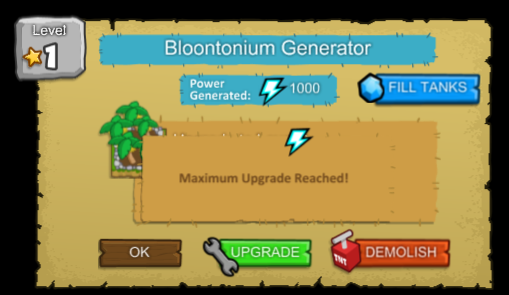 Level
1
Bloontonium Generator
Power
Generated: 1000
FILL TANKS
Maximum Upgrade Reached!
OK
UPGRADE
DEMOLISH
TNT